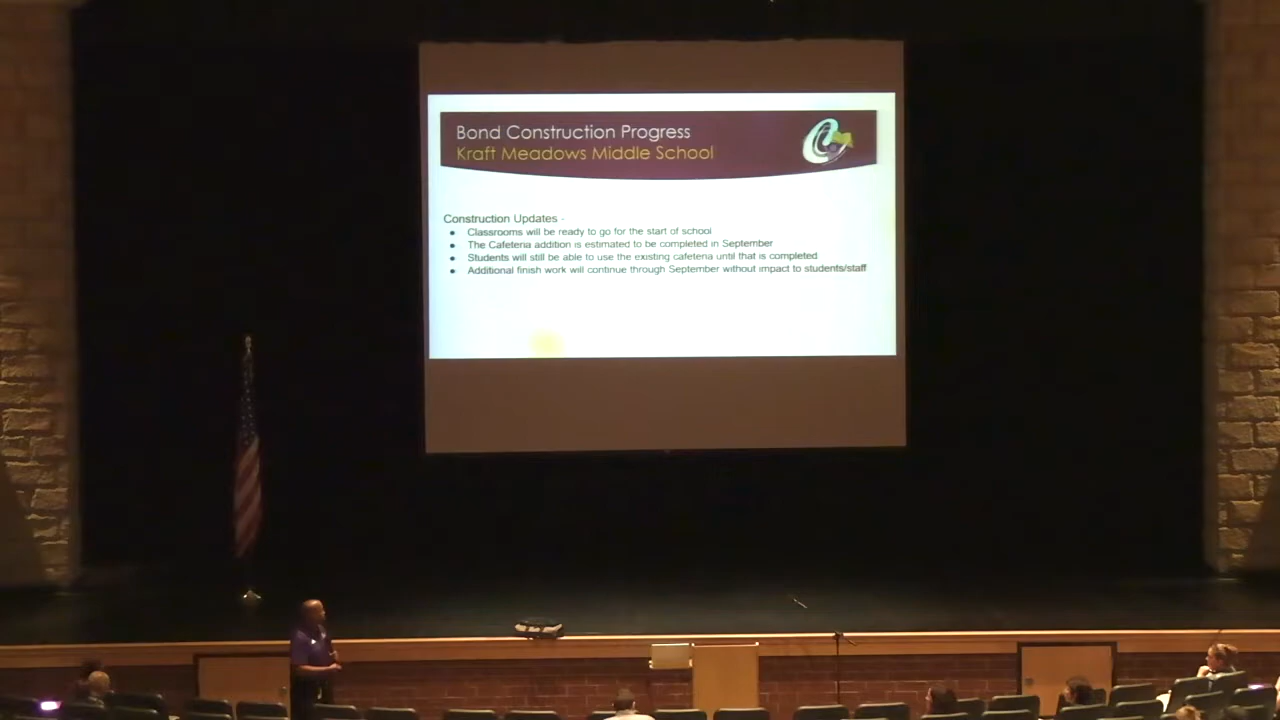 Bond Construction Progress
Kraft Meadows Middle School
Construction Updates -
• Classrooms will be ready to go for the start of school
• The Cafeteria addition is estimated to be completed in September
• Students will still be able to use the existing cafeteria until that is completed
• Additional finish work will continue through September without impact to students/staff